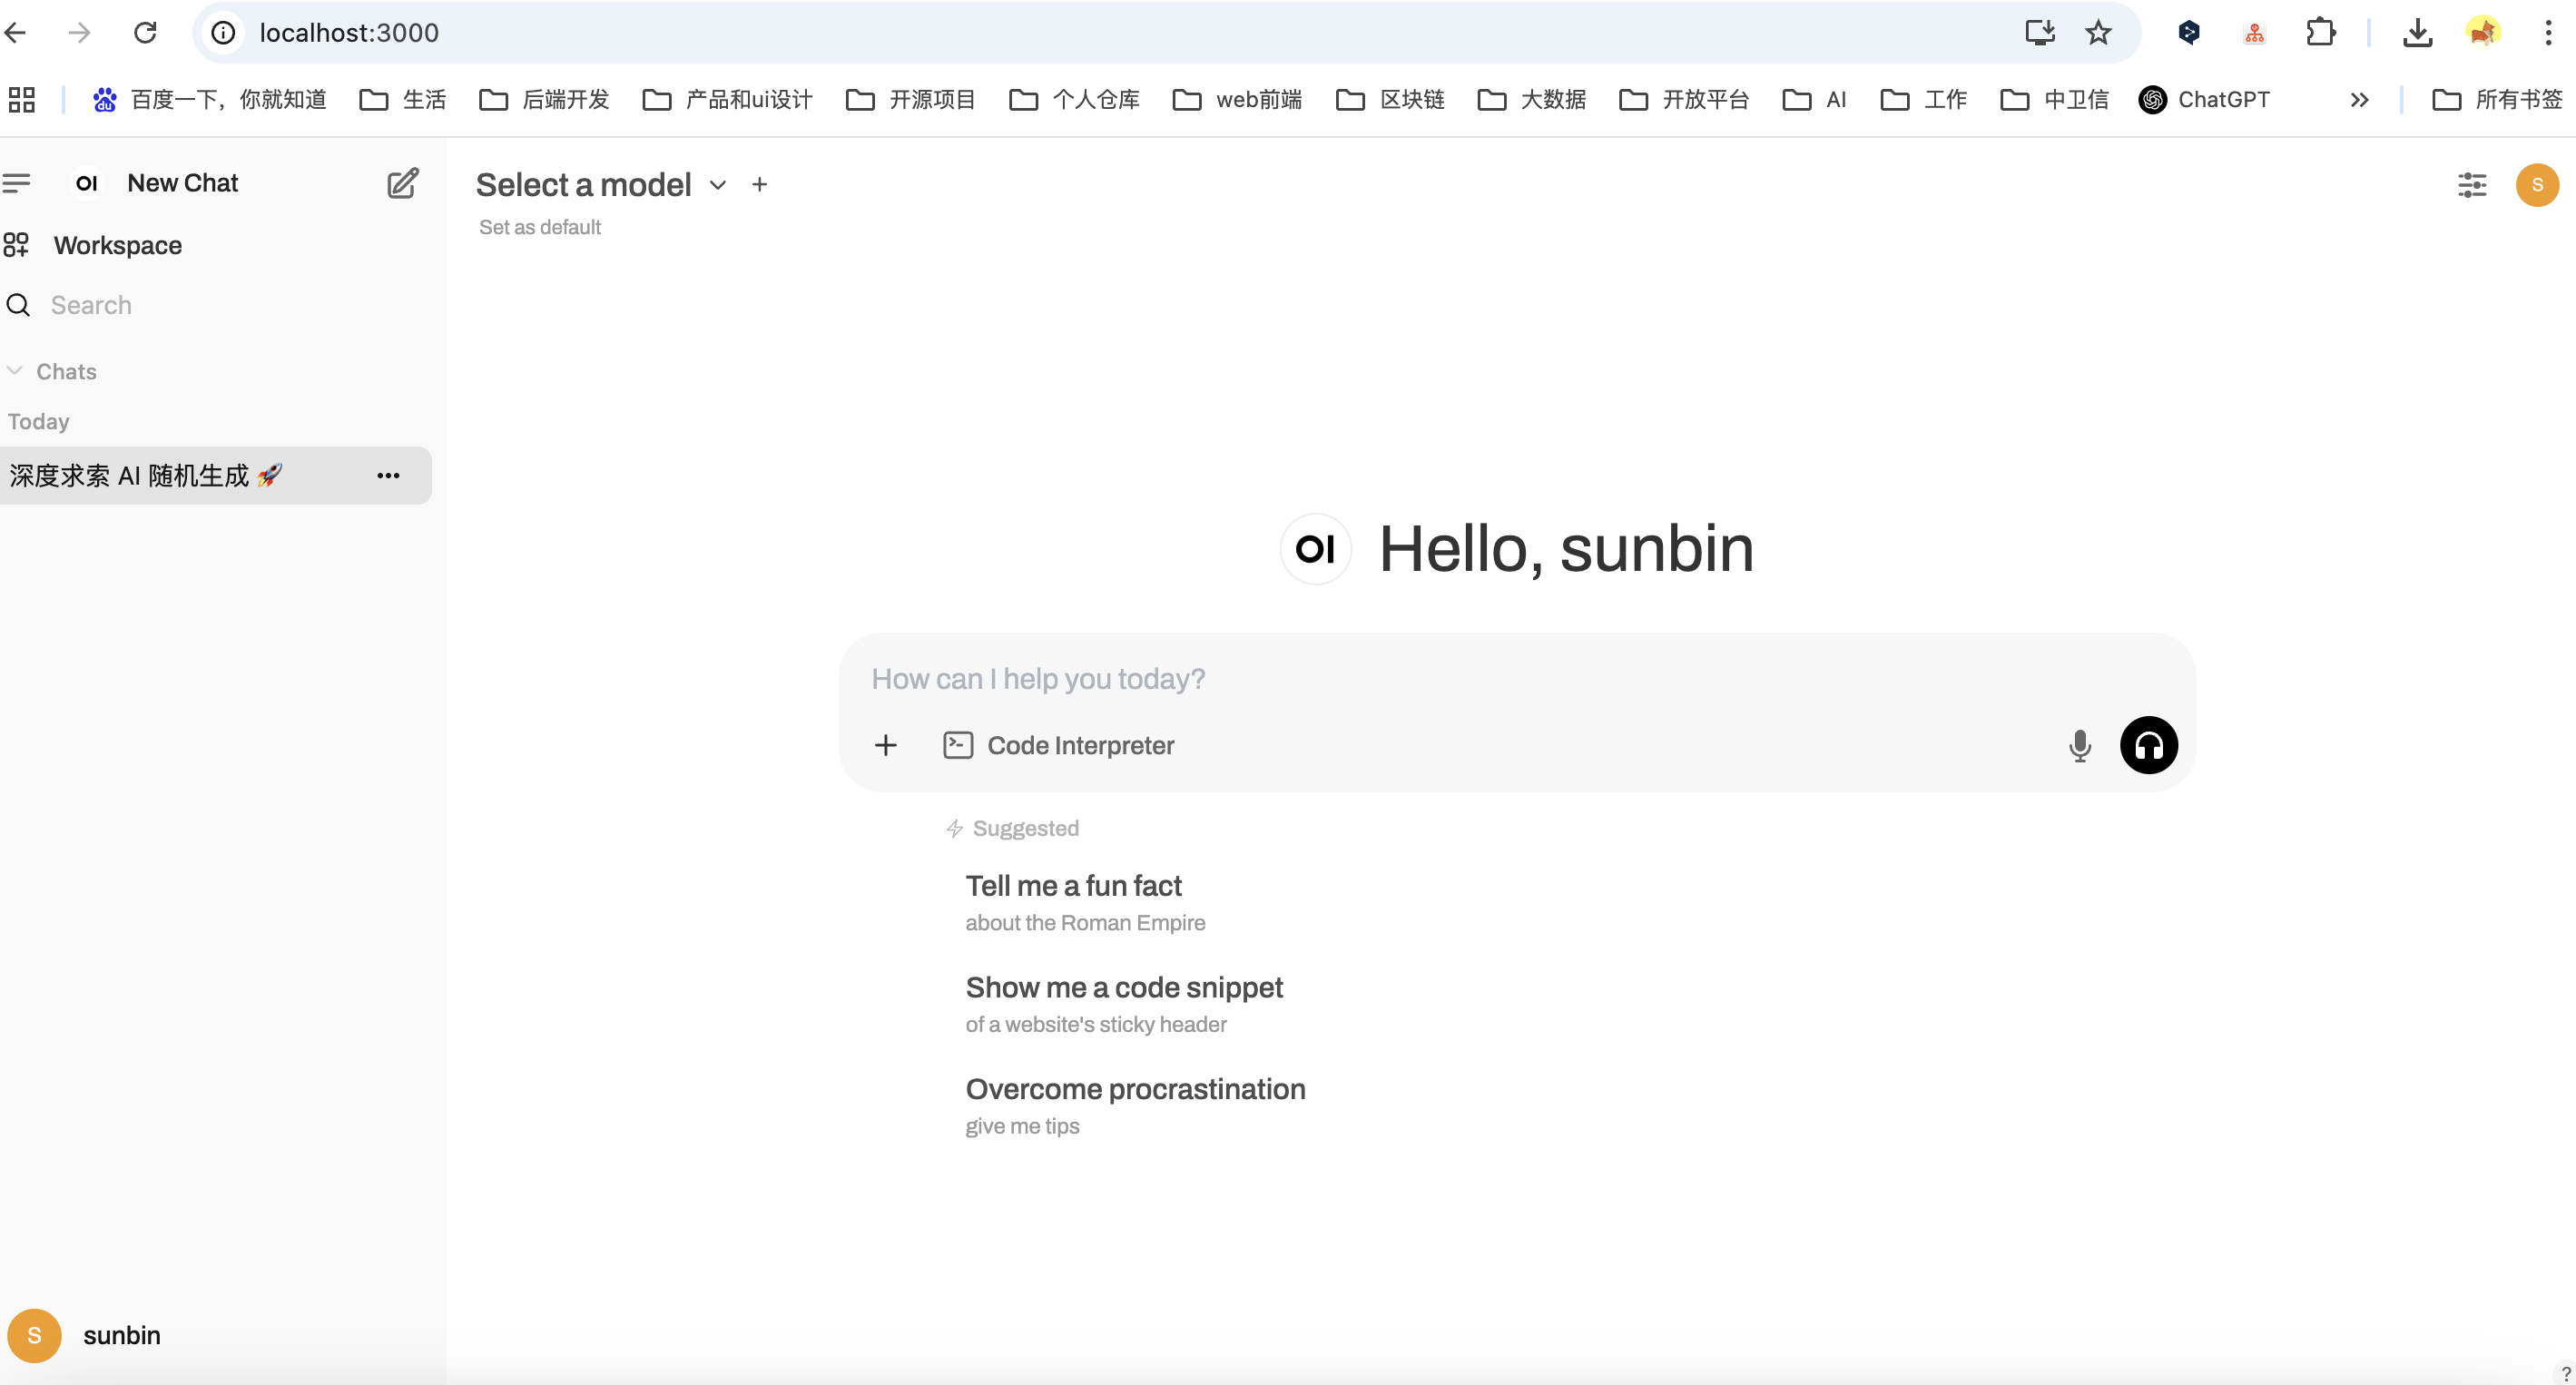 localhost:3000
百度一下，你就知道 生活 后端开发 产品和ui设计 开源项目 个人仓库 web前端 区块链 大数据 开放平台 AI 工作 中卫信 ChatGPT 所有书签
OI New Chat
Workspace
Search
Chats
Today
深度求索 AI 随机生成 🚀
Select a model
Set as default
S
OI Hello, sunbin
How can I help you today?
Code Interpreter
Suggested
Tell me a fun fact
about the Roman Empire
Show me a code snippet
of a website's sticky header
Overcome procrastination
give me tips
S sunbin
?